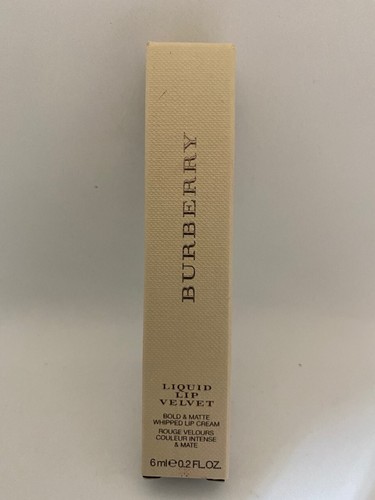 BURBERRY
LIQUID
LIP
VELVET
BOLD & MATTE
WHIPPED LIP CREAM
ROUGE VELOURS
COULEUR INTENSE
& MATE
6 ml ℮ 0.2 FL.OZ.